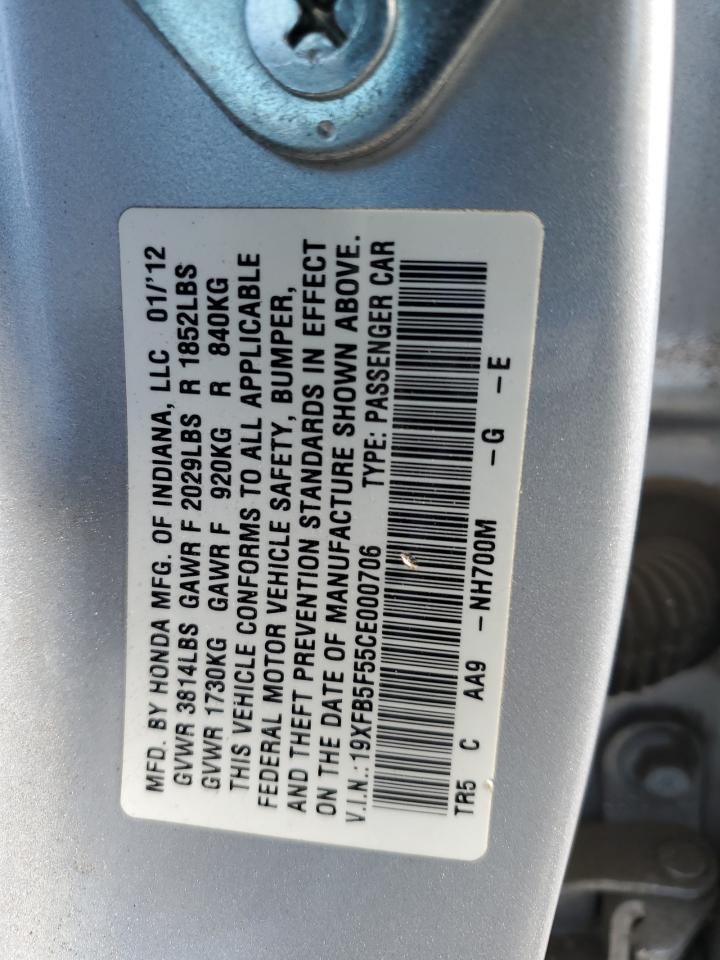 MFD. BY HONDA MFG. OF INDIANA, LLC 01/'12
GVWR 3814LBS GAWR F 2029LBS R 1852LBS
GVWR 1730KG GAWR F 920KG R 840KG
THIS VEHICLE CONFORMS TO ALL APPLICABLE
FEDERAL MOTOR VEHICLE SAFETY, BUMPER,
AND THEFT PREVENTION STANDARDS IN EFFECT
ON THE DATE OF MANUFACTURE SHOWN ABOVE.
V.I.N.: 19XFB5F55CE000706 TYPE: PASSENGER CAR
TR5 C AA9 -NH700M -G -E